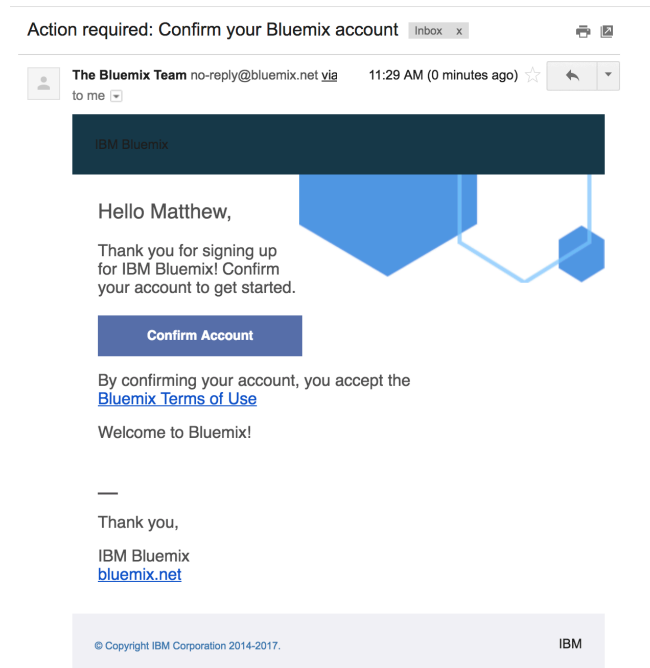 Action required: Confirm your Bluemix account Inbox x
The Bluemix Team no-reply@bluemix.net via 11:29 AM (0 minutes ago)
to me
IBM Bluemix
Hello Matthew,
Thank you for signing up
for IBM Bluemix! Confirm
your account to get started.
Confirm Account
By confirming your account, you accept the
Bluemix Terms of Use
Welcome to Bluemix!
—
Thank you,
IBM Bluemix
bluemix.net
© Copyright IBM Corporation 2014-2017. IBM